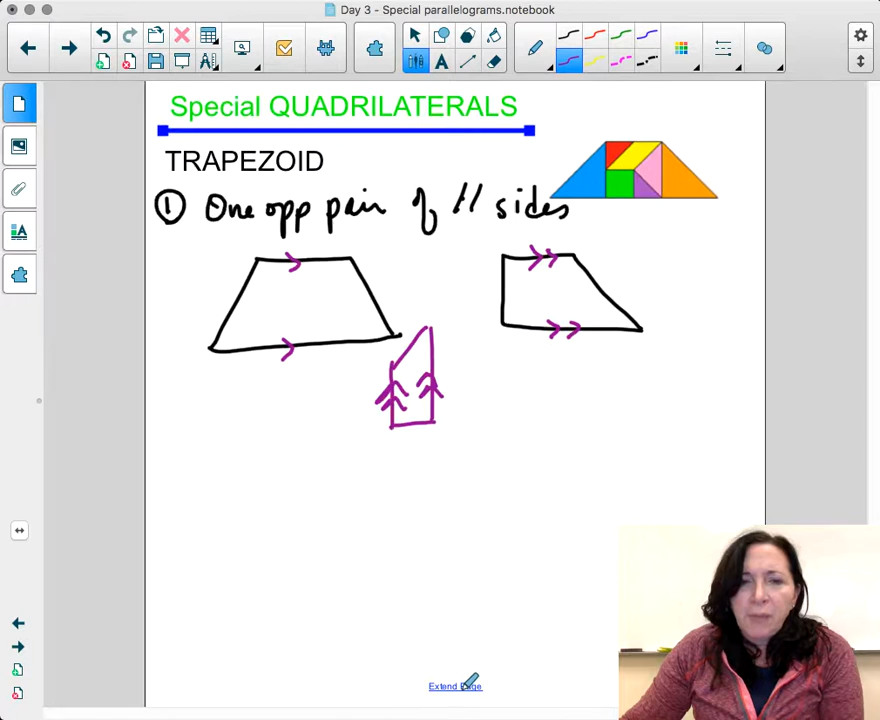 Day 3 - Special parallelograms.notebook
Special QUADRILATERALS
TRAPEZOID
① One opp pair of // sides
Extend Page